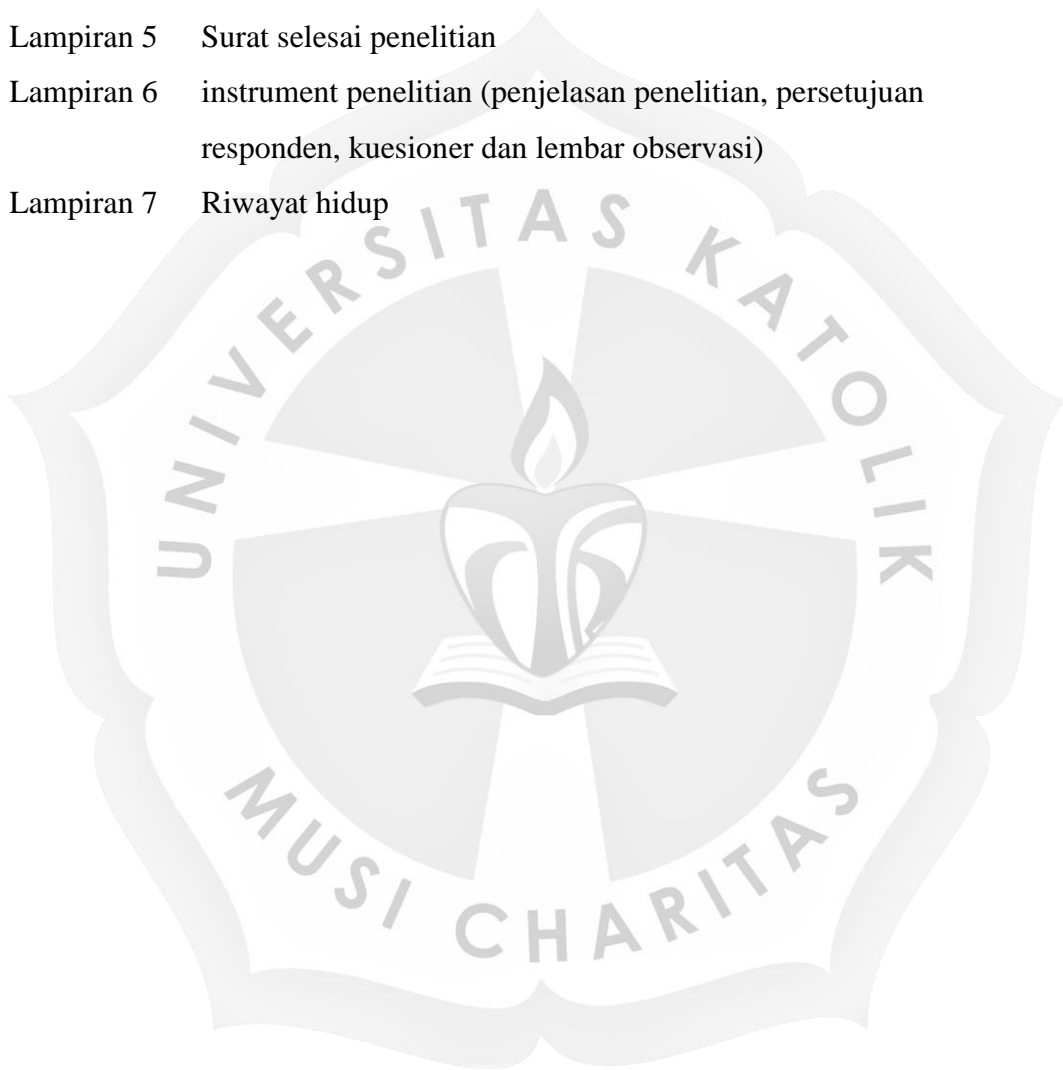 Lampiran 5 Surat selesai penelitian
Lampiran 6 instrument penelitian (penjelasan penelitian, persetujuan
responden, kuesioner dan lembar observasi)
Lampiran 7 Riwayat hidup
UNIVERSITAS KATOLIK
MUSI CHARITAS